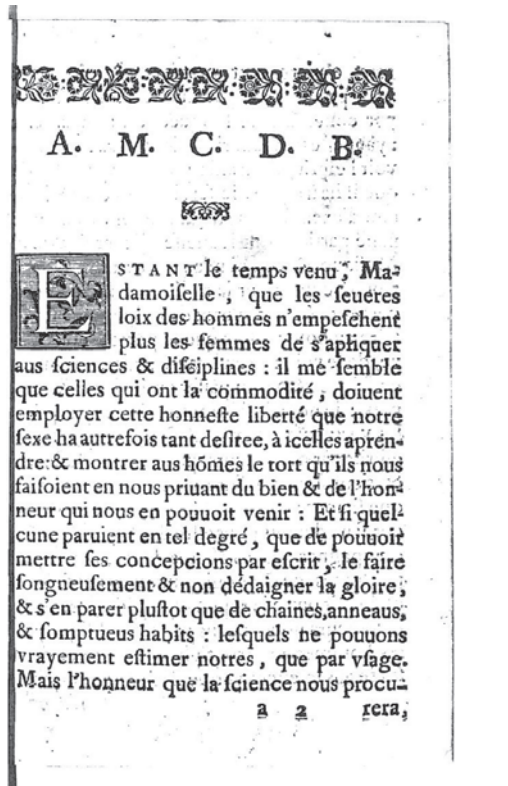 A. M. C. D. B.
ESTANT le temps venu, Ma-
damoiſelle, que les ſeueres
loix des hommes n'empeſchent
plus les femmes de s'apliquer
aus ſciences & diſciplines : il me ſemble
que celles qui ont la commodité, doiuent
employer cette honneſte liberté que notre
ſexe ha autrefois tant deſiree, à icelles apren-
dre: & montrer aus hõmes le tort qu'ils nous
faiſoient en nous priuant du bien & de l'hon-
neur qui nous en pouuoit venir : Et ſi quel-
cune paruient en tel degré, que de pouuoir
mettre ſes concepcions par eſcrit, le faire
ſongneuſement & non dédaigner la gloire,
& s'en parer pluſtot que de chaines, anneaus,
& ſomptueus habits : leſquels ne pouuons
vrayement eſtimer notres, que par vſage.
Mais l'honneur que la ſcience nous procu-
a 2 rera,